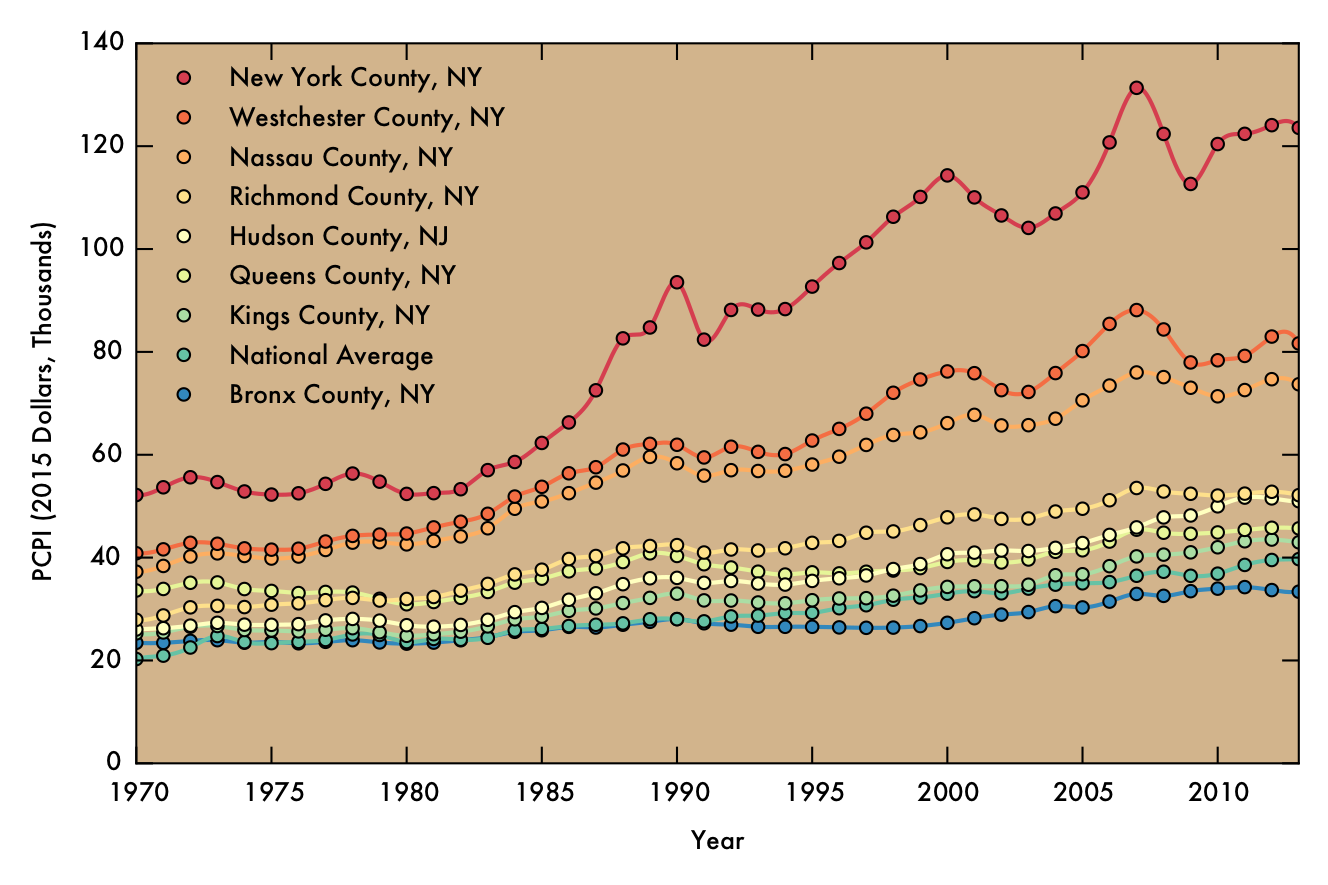 140
120
100
80
60
40
20
0
PCPI (2015 Dollars, Thousands)
New York County, NY
Westchester County, NY
Nassau County, NY
Richmond County, NY
Hudson County, NJ
Queens County, NY
Kings County, NY
National Average
Bronx County, NY
1970 1975 1980 1985 1990 1995 2000 2005 2010
Year